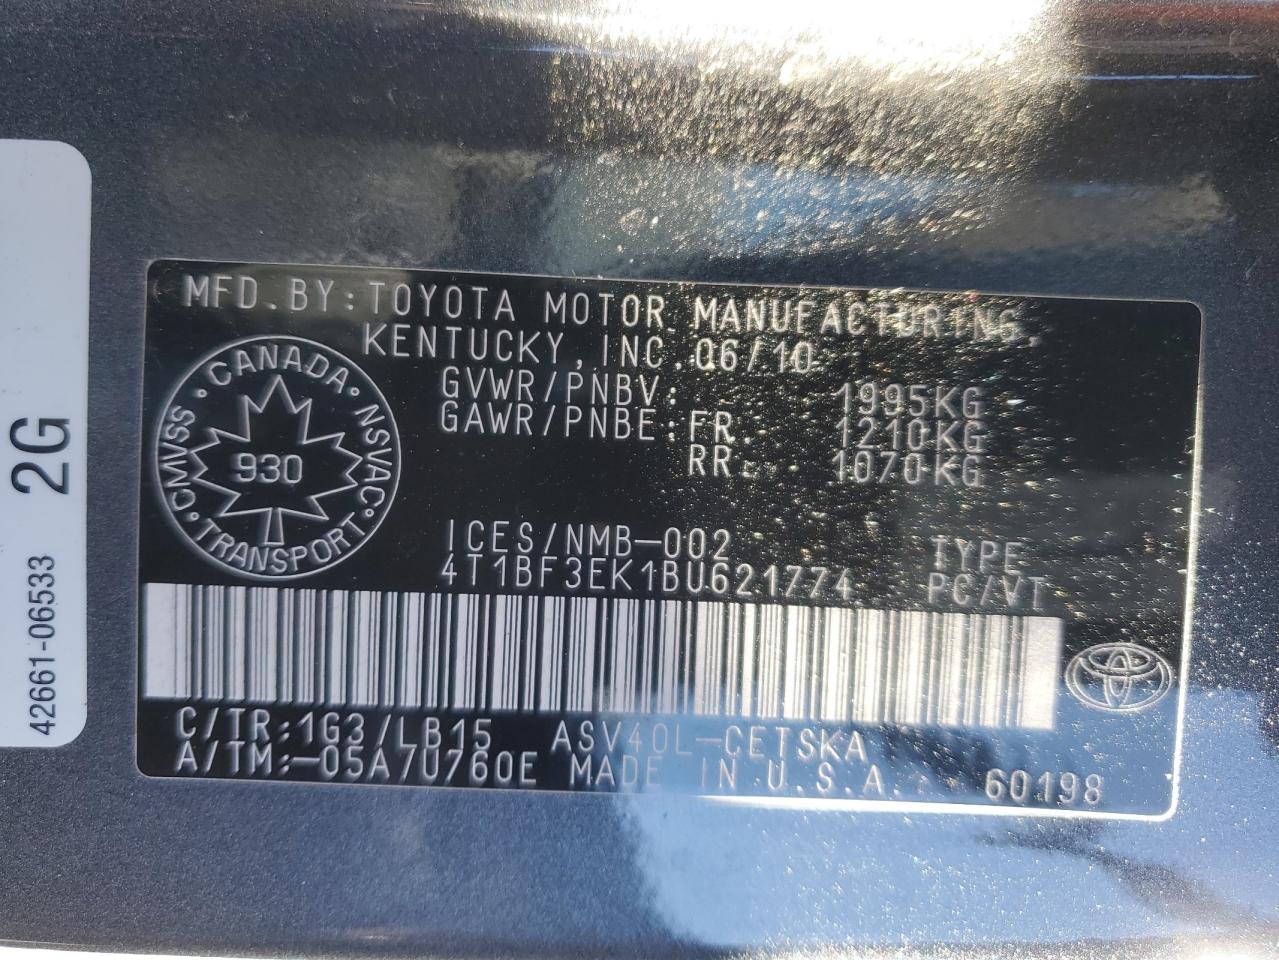 MFD. BY: TOYOTA MOTOR MANUFACTURING,
KENTUCKY, INC. 06/10
GVWR/PNBV: 1995KG
GAWR/PNBE: FR. 1210KG
RR. 1070KG
CANADA · NSVAC · TRANSPORT · CMVSS
930
ICES/NMB-002 TYPE
4T1BF3EK1BU621774 PC/VT
C/TR: 1G3/LB15 ASV40L-CETSKA
A/TM:-05A/U760E MADE IN U.S.A. 60198
42661-06533 2G